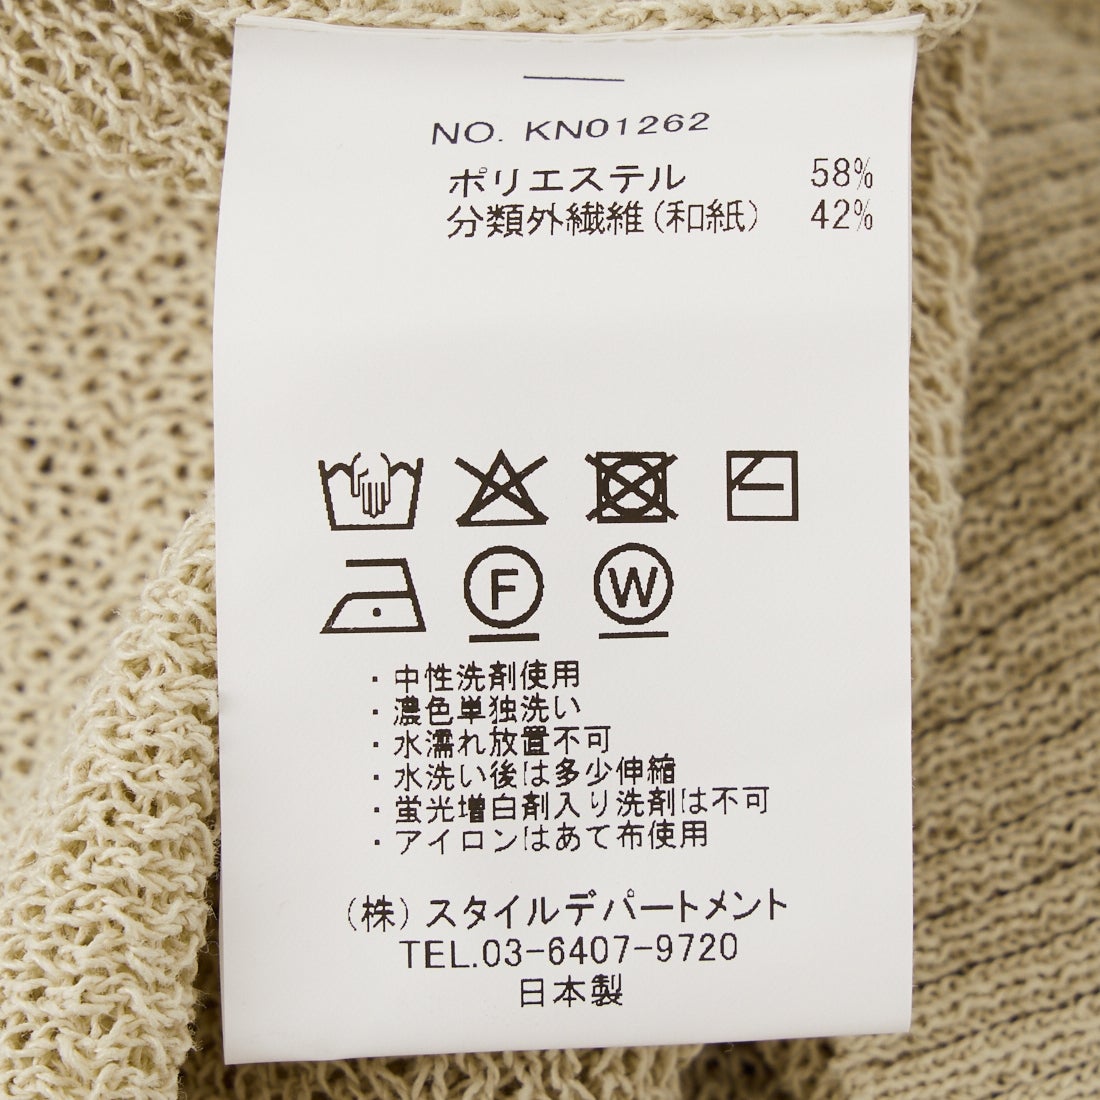 NO. KN01262
ポリエステル 58%
分類外繊維(和紙) 42%
F W
・中性洗剤使用
・濃色単独洗い
・水濡れ放置不可
・水洗い後は多少伸縮
・蛍光増白剤入り洗剤は不可
・アイロンはあて布使用
(株)スタイルデパートメント
TEL.03-6407-9720
日本製